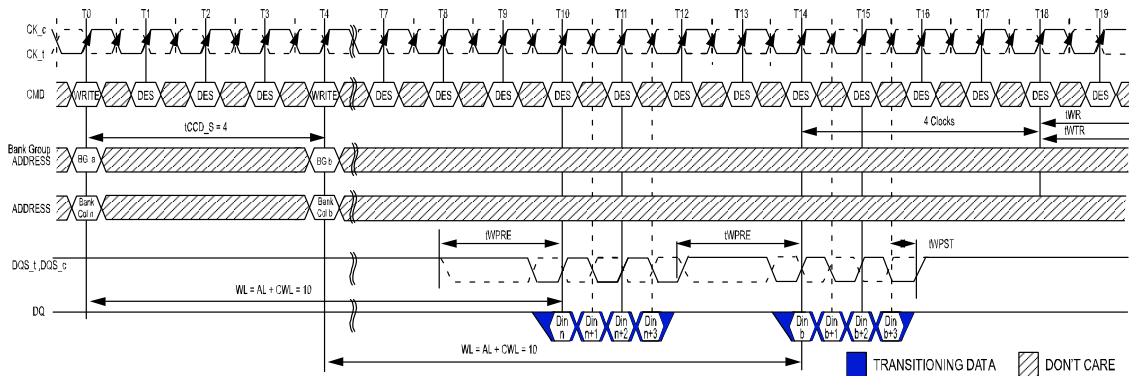 T0 T1 T2 T3 T4 T7 T8 T9 T10 T11 T12 T13 T14 T15 T16 T17 T18 T19
CK_c
CK_t
CMD WRITE DES DES DES WRITE DES DES DES DES DES DES DES DES DES DES DES DES DES
tCCD_S = 4
4 Clocks
tWR
tWTR
Bank Group
ADDRESS
BG a
BG b
ADDRESS
Bank
Col n
Bank
Col b
tWPRE
tWPRE
tWPST
DQS_t ,DQS_c
WL = AL + CWL = 10
DQ
Din
n
Din
n+1
Din
n+2
Din
n+3
Din
b
Din
b+1
Din
b+2
Din
b+3
WL = AL + CWL = 10
TRANSITIONING DATA
DON'T CARE